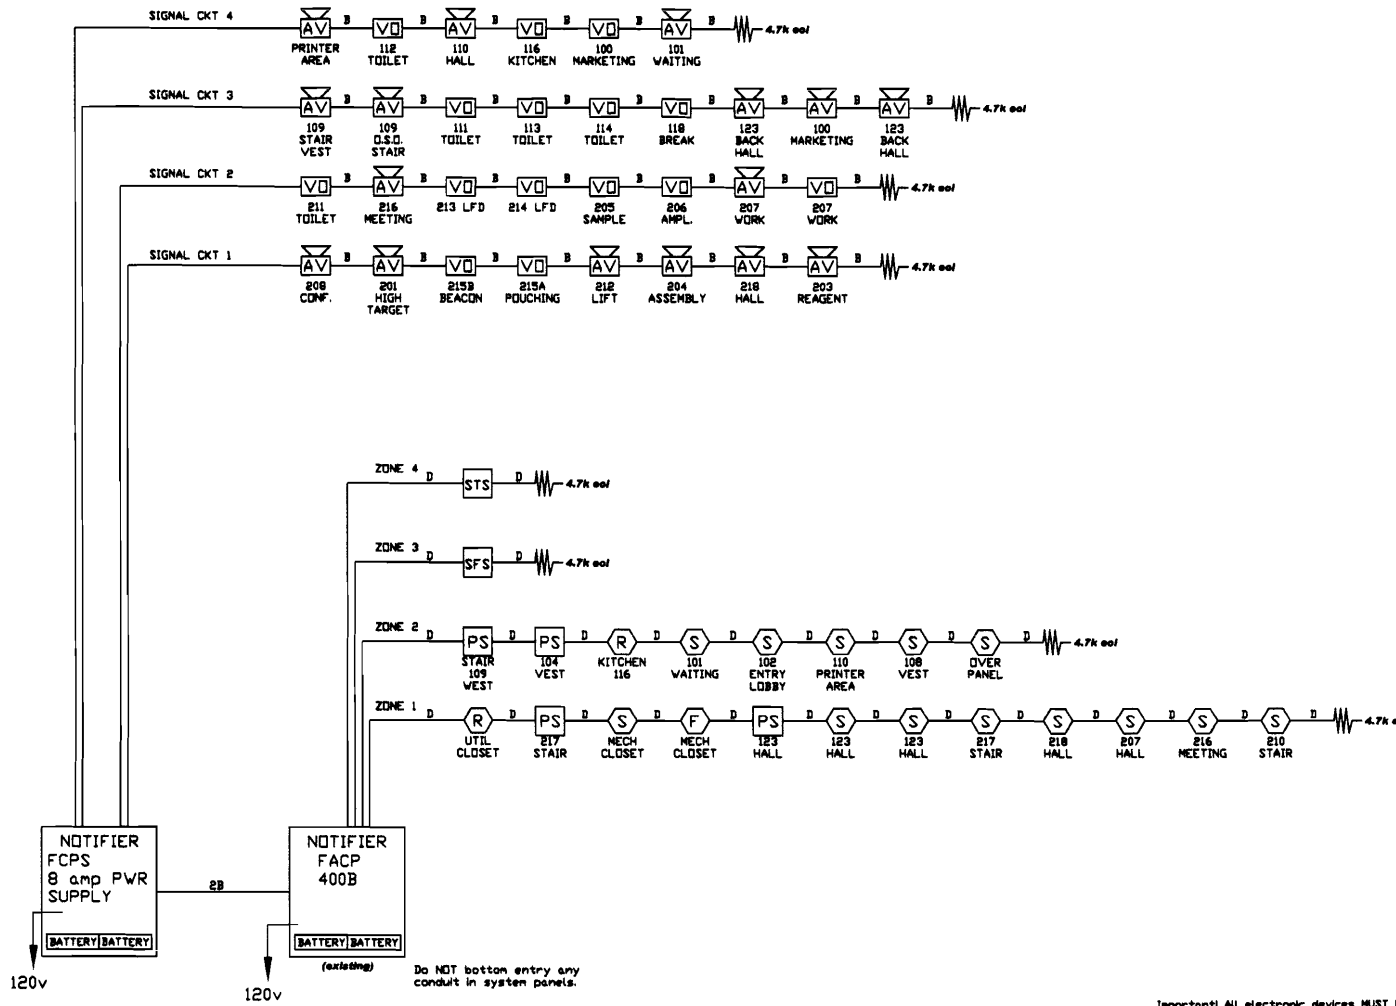 SIGNAL CKT 4
AV B VO B AV B VO B VO B AV B 4.7k eol
PRINTER AREA
112 TOILET
110 HALL
116 KITCHEN
100 MARKETING
101 WAITING
SIGNAL CKT 3
AV B AV B VO B VO B VO B VO B AV B AV B AV B 4.7k eol
109 STAIR VEST
109 O.S.O. STAIR
111 TOILET
113 TOILET
114 TOILET
118 BREAK
123 BACK HALL
100 MARKETING
123 BACK HALL
SIGNAL CKT 2
VO B AV B VO B VO B VO B VO B AV B VO B 4.7k eol
211 TOILET
216 MEETING
213 LFD
214 LFD
205 SAMPLE
206 AMPL.
207 WORK
207 WORK
SIGNAL CKT 1
AV B AV B VO B VO B AV B AV B AV B AV B 4.7k eol
208 CONF.
201 HIGH TARGET
215B BEACON
215A POUCHING
212 LIFT
204 ASSEMBLY
218 HALL
203 REAGENT
ZONE 4 D STS D 4.7k eol
ZONE 3 D SFS D 4.7k eol
ZONE 2 D PS D PS D R D S D S D S D S D S D 4.7k eol
STAIR 109 WEST
104 VEST
KITCHEN 116
101 WAITING
102 ENTRY LOBBY
110 PRINTER AREA
108 VEST
OVER PANEL
ZONE 1 D R D PS D S D F D PS D S D S D S D S D S D S D S D 4.7k e
UTIL CLOSET
217 STAIR
MECH CLOSET
MECH CLOSET
123 HALL
123 HALL
123 HALL
217 STAIR
218 HALL
207 HALL
216 MEETING
210 STAIR
NOTIFIER
FCPS
8 amp PWR
SUPPLY
BATTERY BATTERY
120v
2B
NOTIFIER
FACP
400B
BATTERY BATTERY
(existing)
120v
Do NOT bottom entry any
conduit in system panels.
Important! All electronic devices MUST